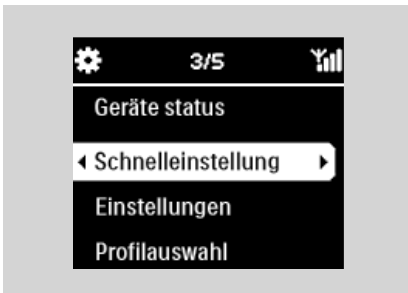 3/5
Geräte status
Schnelleinstellung
Einstellungen
Profilauswahl